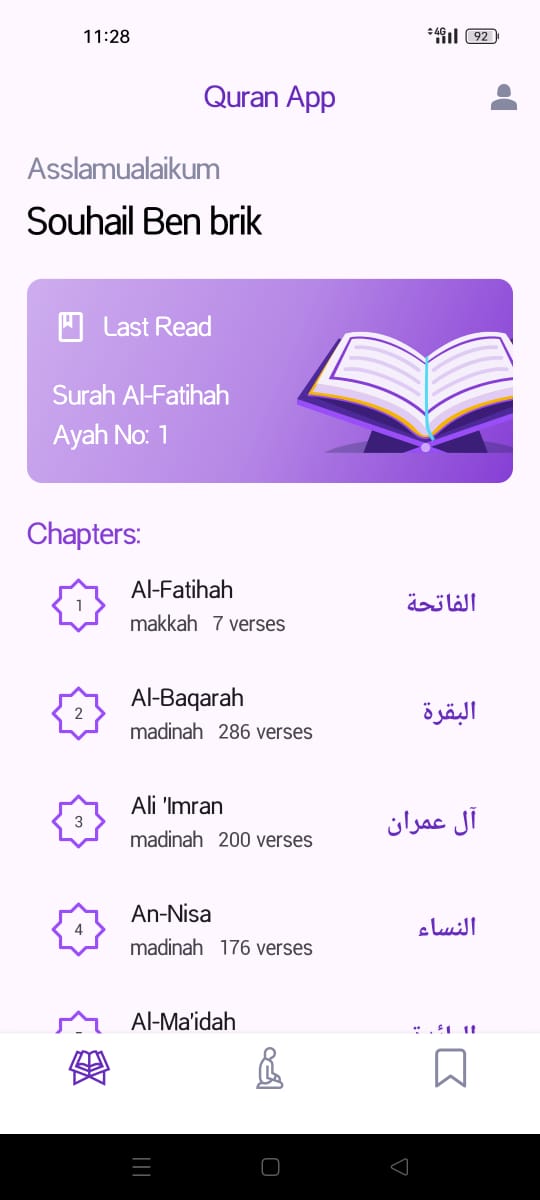 11:28
4G 92
Quran App
Asslamualaikum
Souhail Ben brik
Last Read
Surah Al-Fatihah
Ayah No: 1
Chapters:
1 Al-Fatihah الفاتحة
makkah 7 verses
2 Al-Baqarah البقرة
madinah 286 verses
3 Ali 'Imran آل عمران
madinah 200 verses
4 An-Nisa النساء
madinah 176 verses
Al-Ma'idah